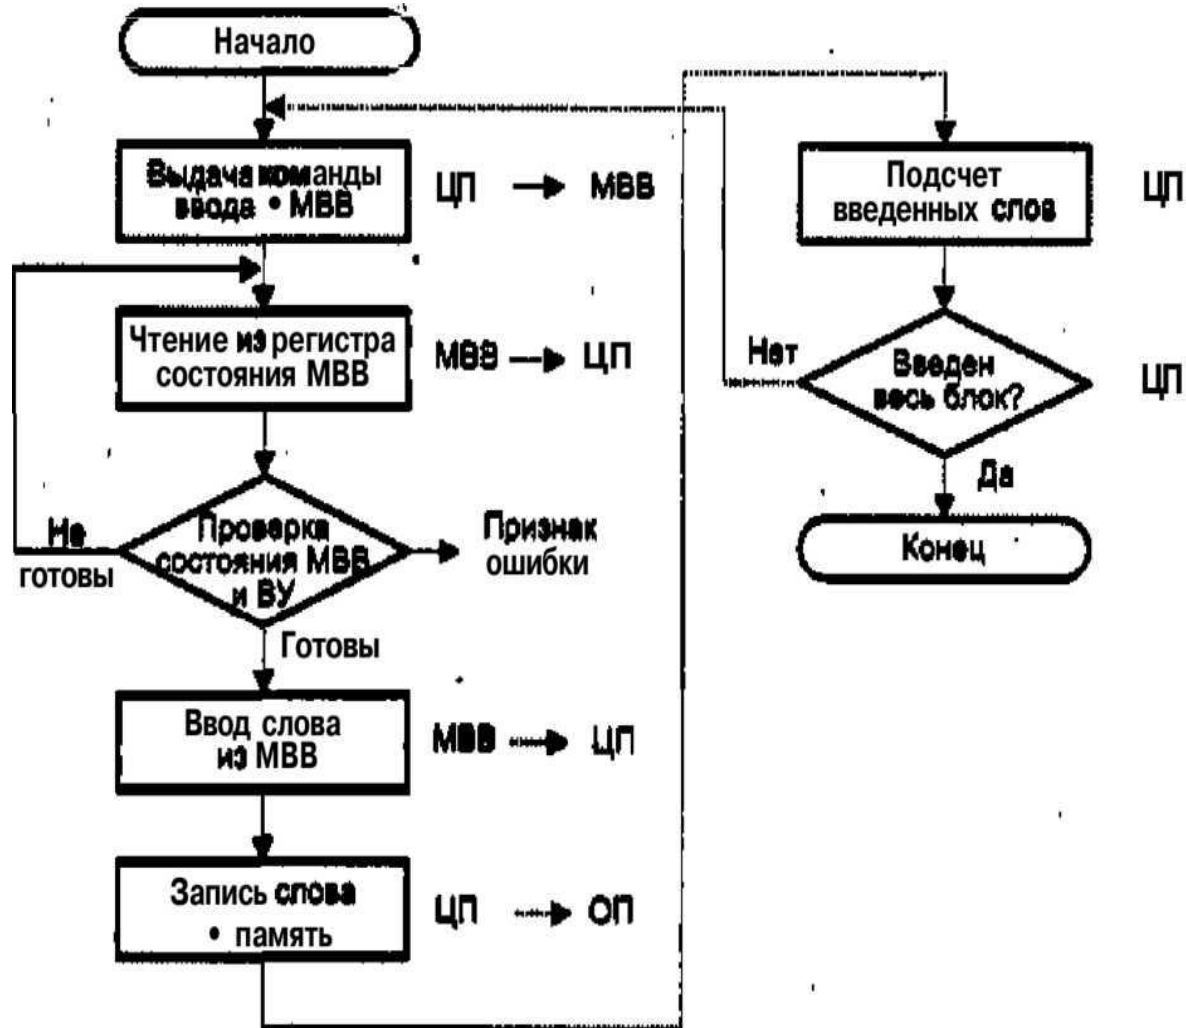 Начало
Выдача команды
ввода • МВВ
ЦП → МВВ
Чтение из регистра
состояния МВВ
МВВ → ЦП
Проверка
состояния МВВ
и ВУ
Не
готовы
Признак
ошибки
Готовы
Ввод слова
из МВВ
МВВ → ЦП
Запись слова
• память
ЦП → ОП
Подсчет
введенных слов
ЦП
Введен
весь блок?
ЦП
Нет
Да
Конец